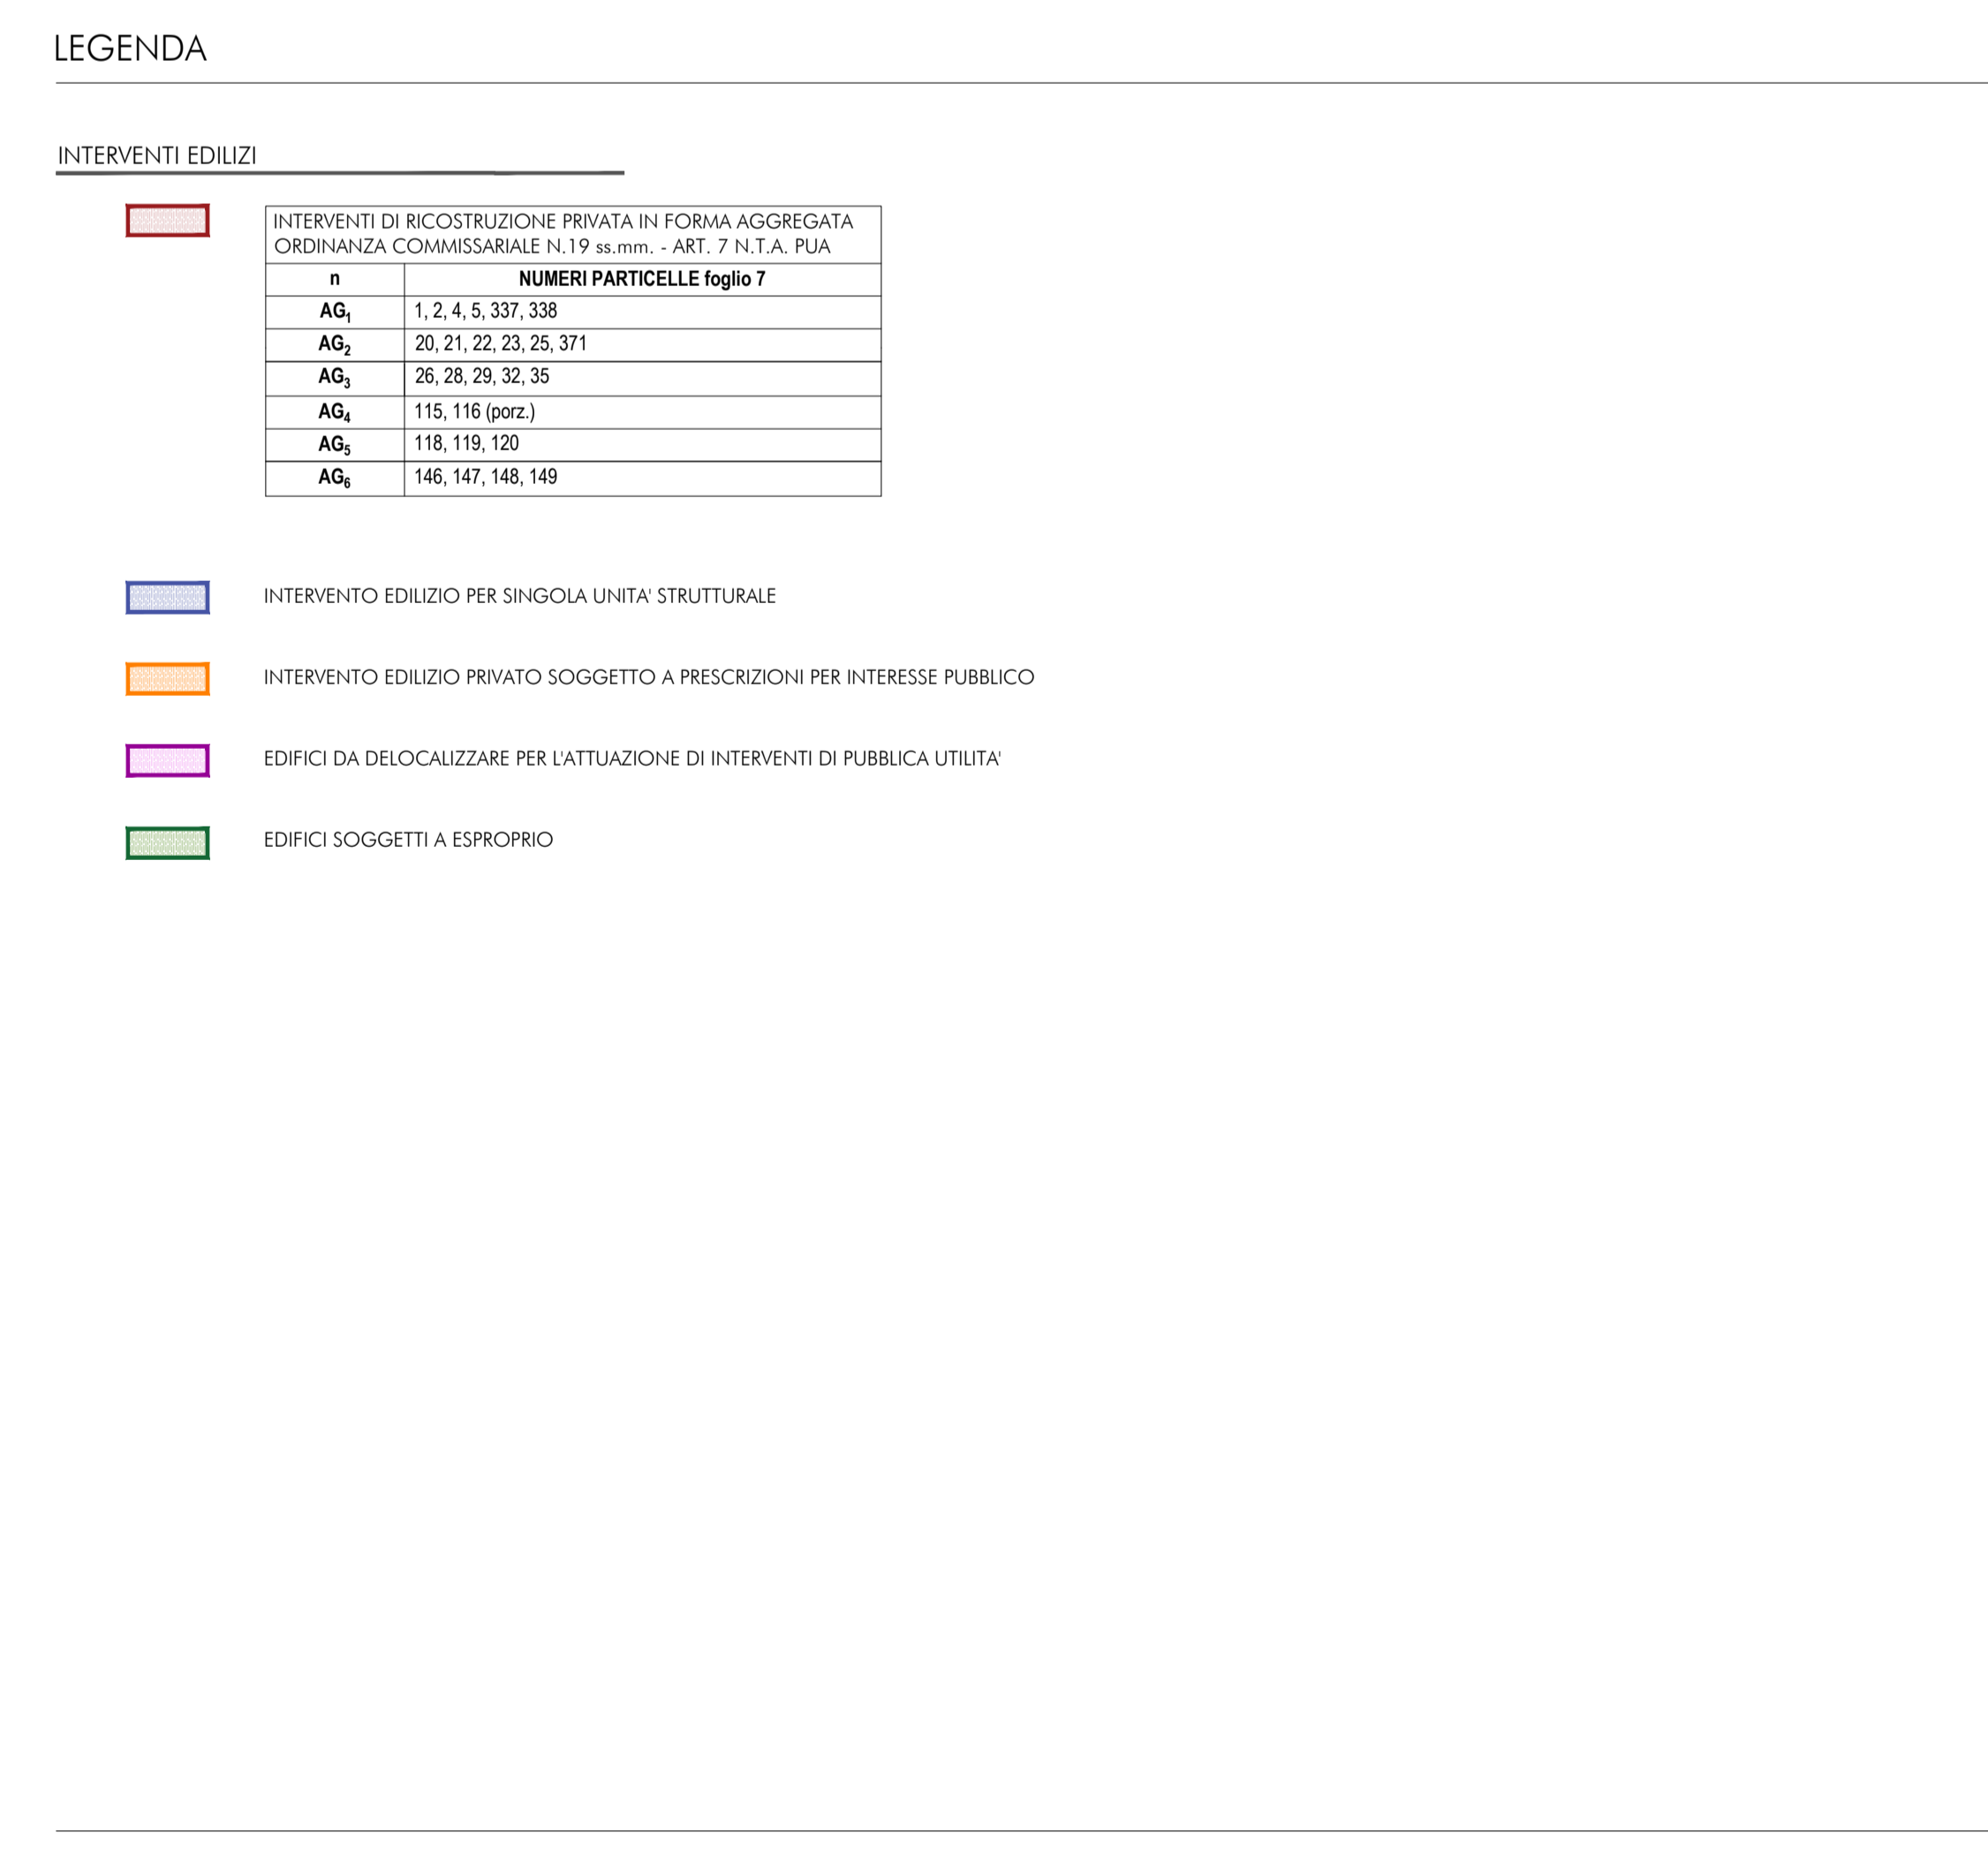 LEGENDA
INTERVENTI EDILIZI
INTERVENTI DI RICOSTRUZIONE PRIVATA IN FORMA AGGREGATA
ORDINANZA COMMISSARIALE N.19 ss.mm. - ART. 7 N.T.A. PUA
n NUMERI PARTICELLE foglio 7
AG1 1, 2, 4, 5, 337, 338
AG2 20, 21, 22, 23, 25, 371
AG3 26, 28, 29, 32, 35
AG4 115, 116 (porz.)
AG5 118, 119, 120
AG6 146, 147, 148, 149
INTERVENTO EDILIZIO PER SINGOLA UNITA' STRUTTURALE
INTERVENTO EDILIZIO PRIVATO SOGGETTO A PRESCRIZIONI PER INTERESSE PUBBLICO
EDIFICI DA DELOCALIZZARE PER L'ATTUAZIONE DI INTERVENTI DI PUBBLICA UTILITA'
EDIFICI SOGGETTI A ESPROPRIO